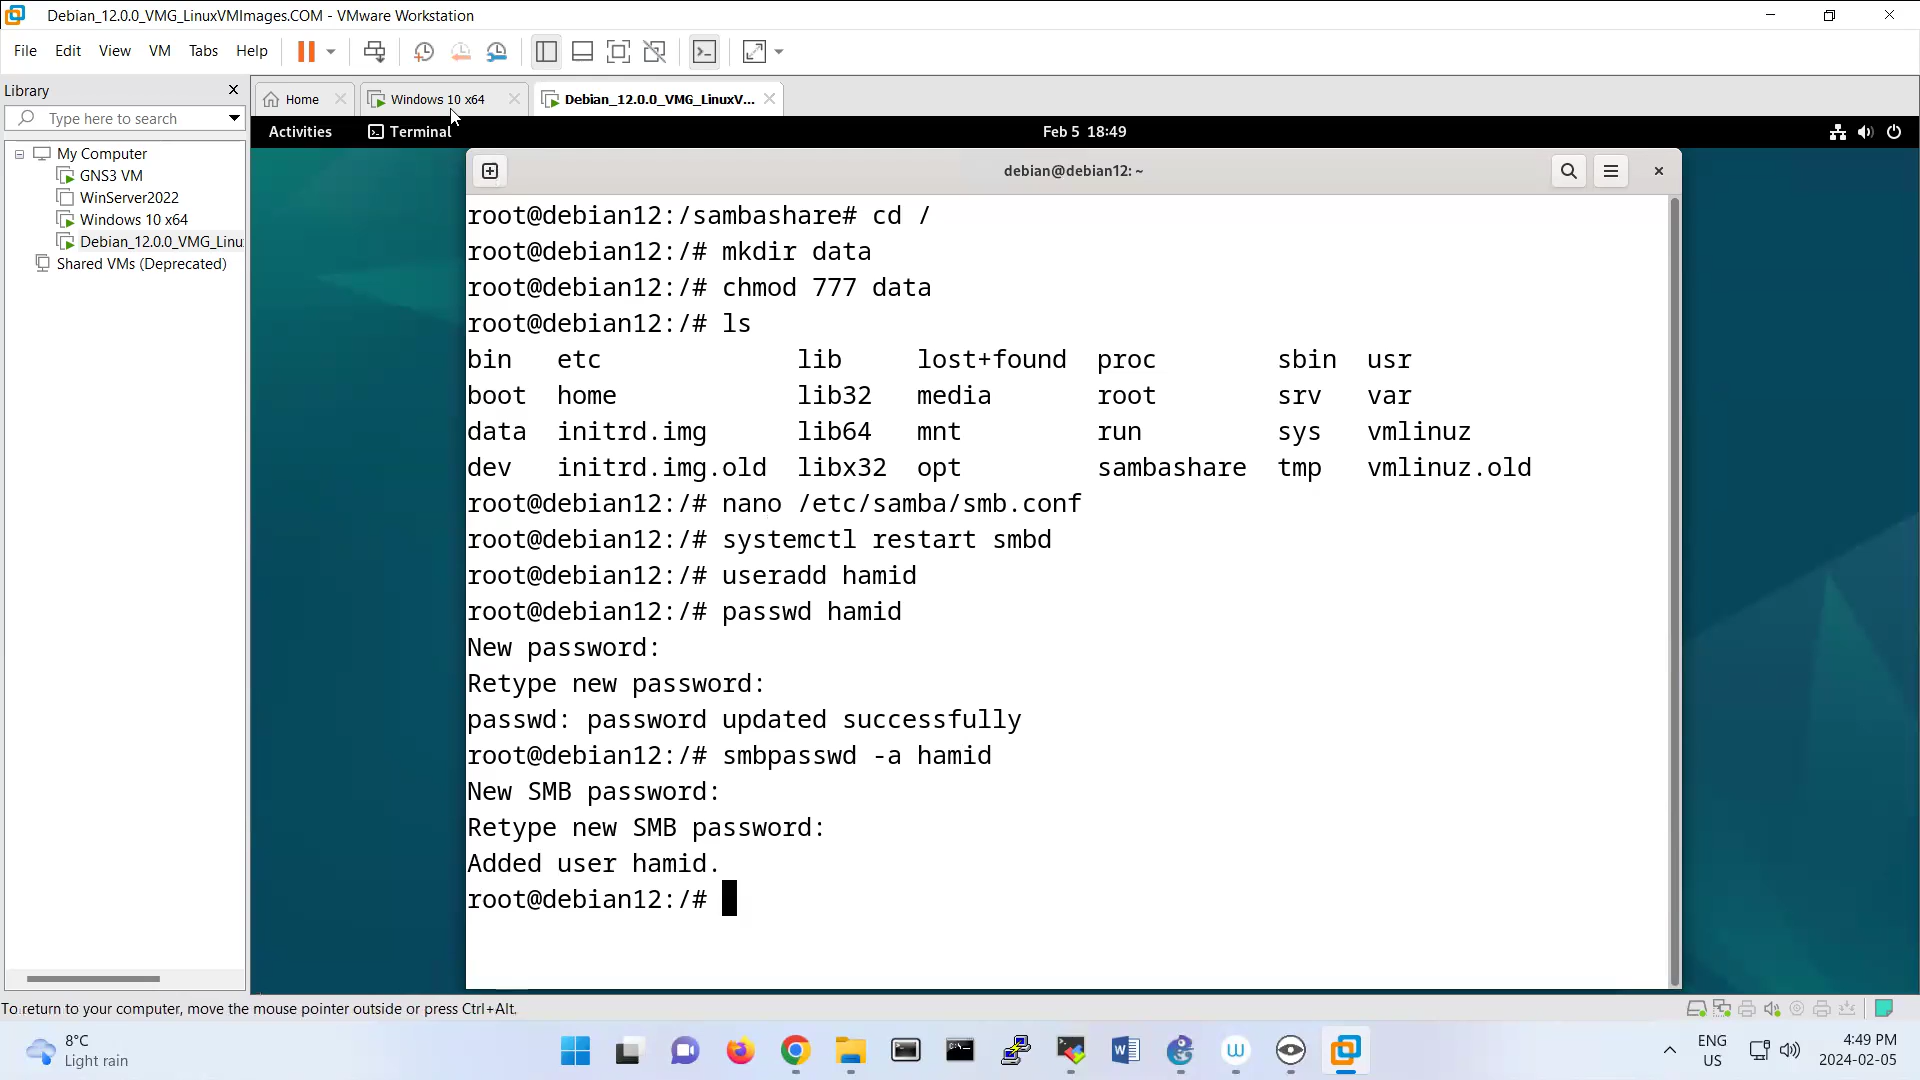 Debian_12.0.0_VMG_LinuxVMImages.COM - VMware Workstation
File Edit View VM Tabs Help
Library
Type here to search
My Computer
GNS3 VM
WinServer2022
Windows 10 x64
Debian_12.0.0_VMG_Linu
Shared VMs (Deprecated)
Home
Windows 10 x64
Debian_12.0.0_VMG_LinuxV...
Activities Terminal Feb 5 18:49
debian@debian12: ~
root@debian12:/sambashare# cd /
root@debian12:/# mkdir data
root@debian12:/# chmod 777 data
root@debian12:/# ls
bin etc lib lost+found proc sbin usr
boot home lib32 media root srv var
data initrd.img lib64 mnt run sys vmlinuz
dev initrd.img.old libx32 opt sambashare tmp vmlinuz.old
root@debian12:/# nano /etc/samba/smb.conf
root@debian12:/# systemctl restart smbd
root@debian12:/# useradd hamid
root@debian12:/# passwd hamid
New password:
Retype new password:
passwd: password updated successfully
root@debian12:/# smbpasswd -a hamid
New SMB password:
Retype new SMB password:
Added user hamid.
root@debian12:/#
To return to your computer, move the mouse pointer outside or press Ctrl+Alt.
8°C
Light rain
ENG
US
4:49 PM
2024-02-05